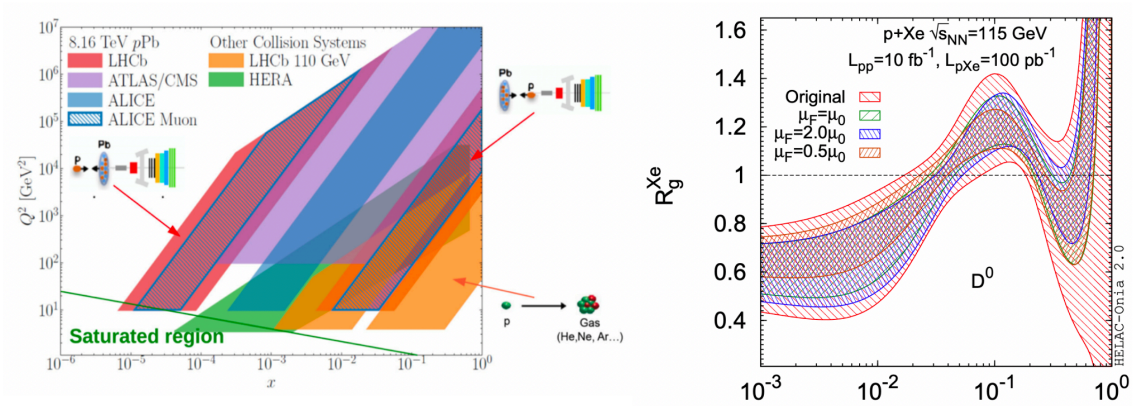 8.16 TeV pPb
LHCb
ATLAS/CMS
ALICE
ALICE Muon
Other Collision Systems
LHCb 110 GeV
HERA
10⁷
10⁶
10⁵
10⁴
10³
10²
10¹
Q² [GeV²]
Pb
p
Pb
p
Saturated region
p
Gas
(He,Ne, Ar...)
10⁻⁶
10⁻⁵
10⁻⁴
10⁻³
10⁻²
10⁻¹
10⁰
x
p+Xe √sNN=115 GeV
Lpp=10 fb⁻¹, LpXe=100 pb⁻¹
Original
μF=μ0
μF=2.0μ0
μF=0.5μ0
1.6
1.4
1.2
1
0.8
0.6
0.4
RgXe
D⁰
HELAC-Onia 2.0
10⁻³
10⁻²
10⁻¹
10⁰